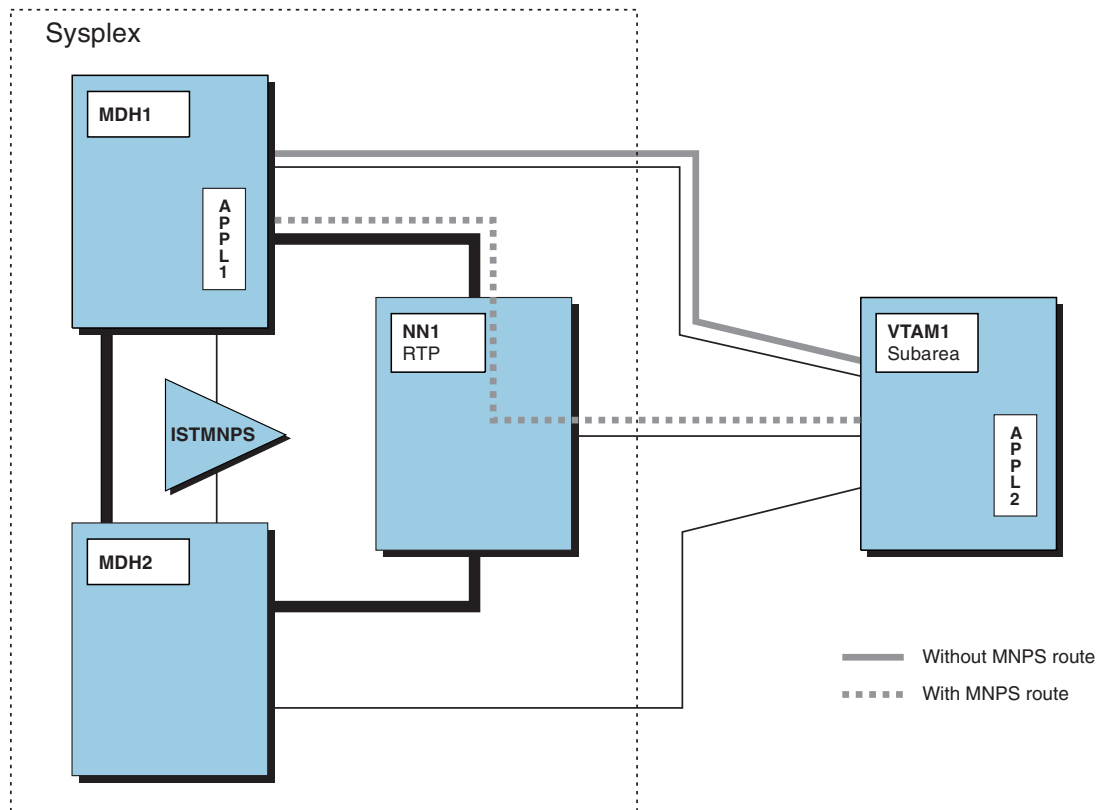 Sysplex
MDH1
A
P
P
L
1
NN1
RTP
VTAM1
Subarea
ISTMNPS
A
P
P
L
2
MDH2
Without MNPS route
With MNPS route